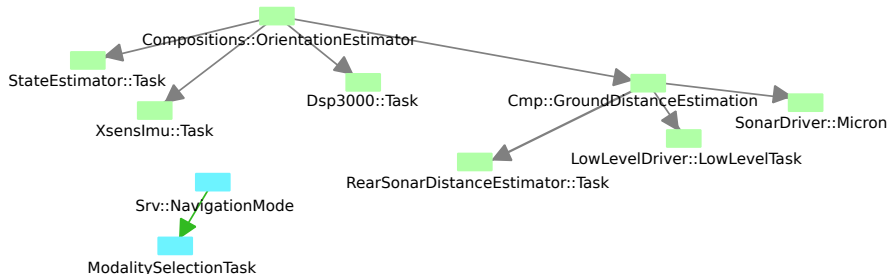 Compositions::OrientationEstimator
StateEstimator::Task
Dsp3000::Task
Cmp::GroundDistanceEstimation
XsensImu::Task
SonarDriver::Micron
LowLevelDriver::LowLevelTask
RearSonarDistanceEstimator::Task
Srv::NavigationMode
ModalitySelectionTask